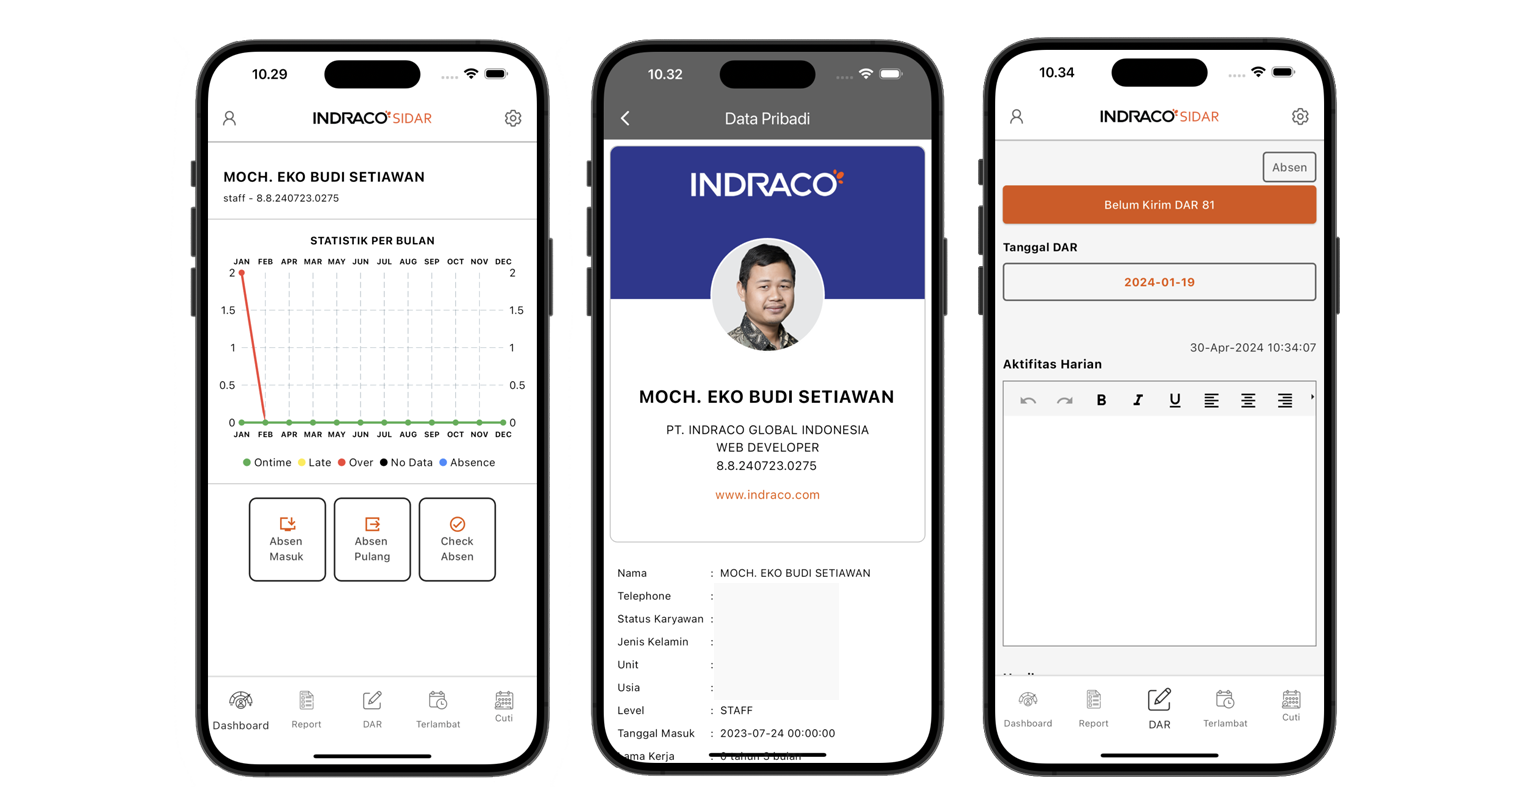 10.29
INDRACO SIDAR
MOCH. EKO BUDI SETIAWAN
staff - 8.8.240723.0275
STATISTIK PER BULAN
JAN FEB APR MAR MAY JUN JUL AUG SEP OCT NOV DEC
2 2
1.5 1.5
1 1
0.5 0.5
0 0
JAN FEB APR MAR MAY JUN JUL AUG SEP OCT NOV DEC
Ontime Late Over No Data Absence
Absen Masuk
Absen Pulang
Check Absen
Dashboard Report DAR Terlambat Cuti
10.32
Data Pribadi
INDRACO
MOCH. EKO BUDI SETIAWAN
PT. INDRACO GLOBAL INDONESIA
WEB DEVELOPER
8.8.240723.0275
www.indraco.com
Nama : MOCH. EKO BUDI SETIAWAN
Telephone :
Status Karyawan :
Jenis Kelamin :
Unit :
Usia :
Level : STAFF
Tanggal Masuk : 2023-07-24 00:00:00
Kerja
10.34
INDRACO SIDAR
Absen
Belum Kirim DAR 81
Tanggal DAR
2024-01-19
30-Apr-2024 10:34:07
Aktifitas Harian
B I U
Dashboard Report DAR Terlambat Cuti